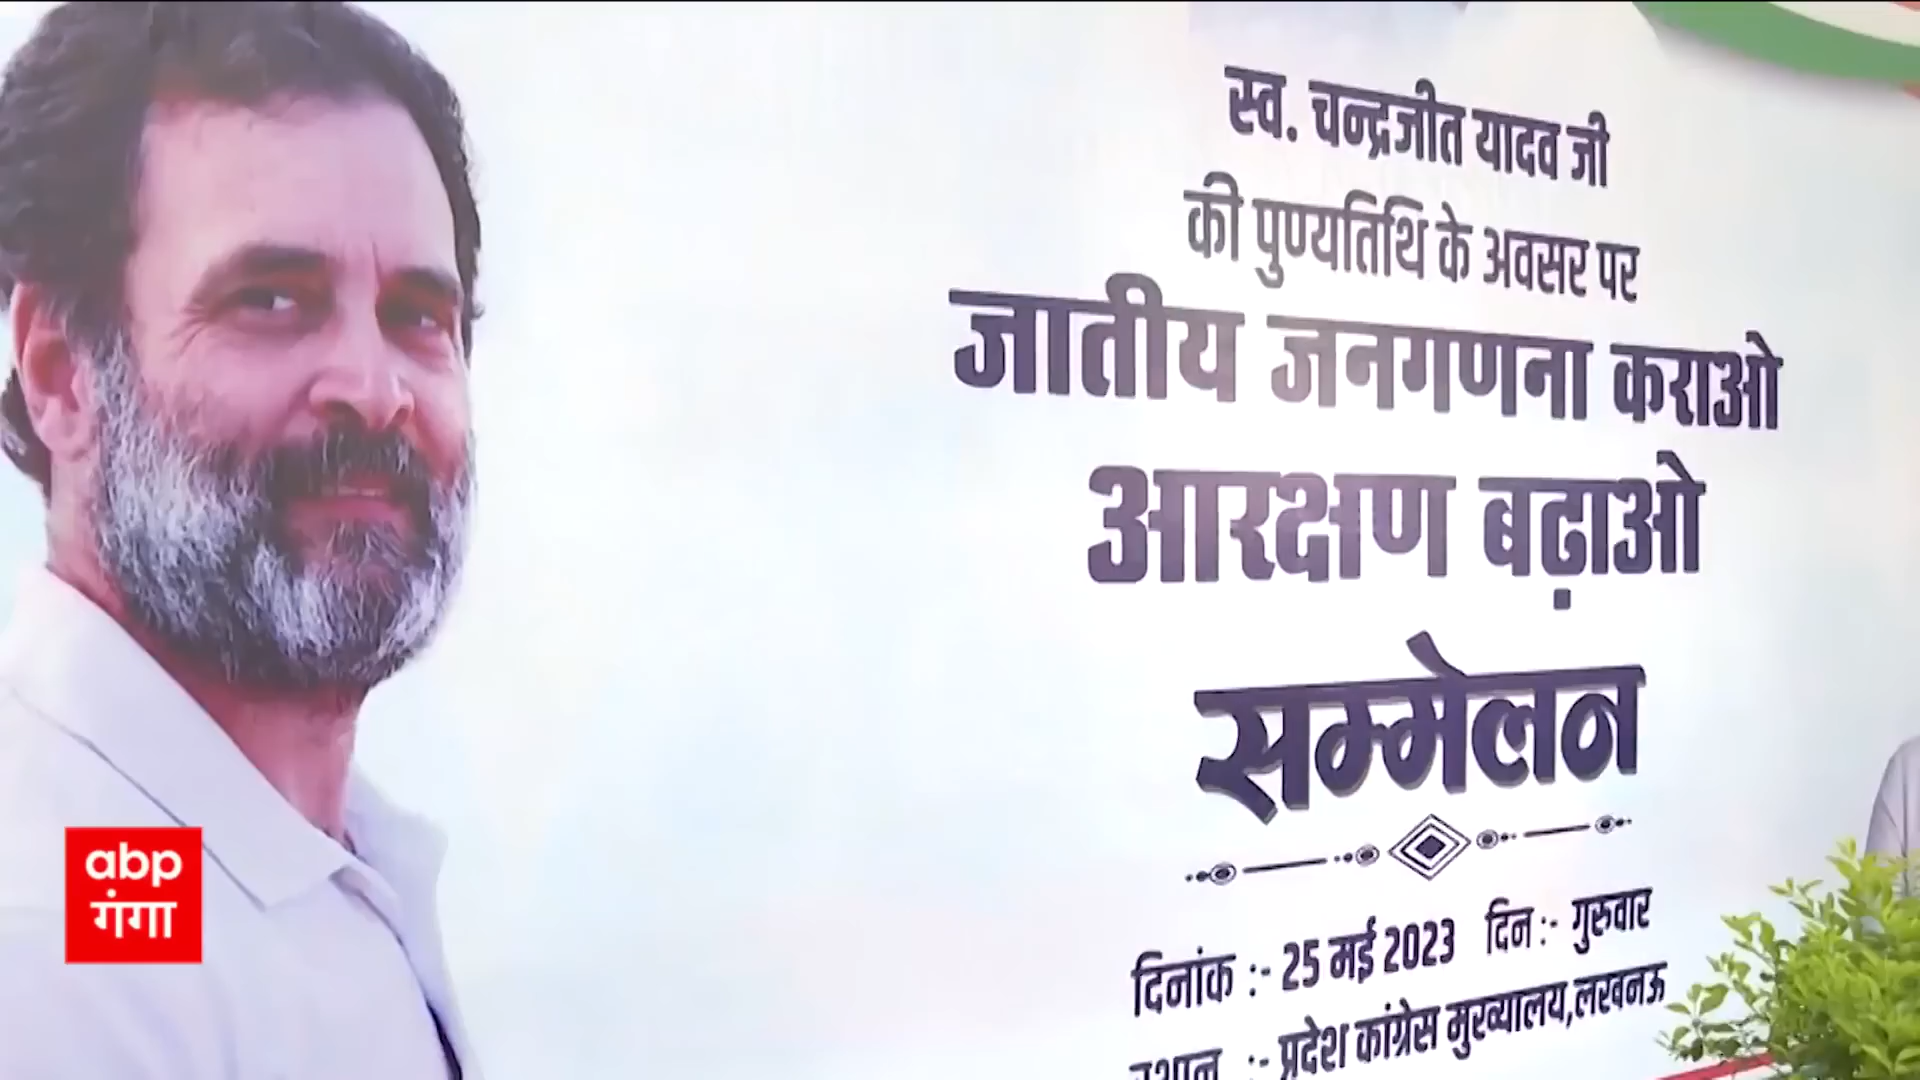 स्व. चन्द्रजीत यादव जी
की पुण्यतिथि के अवसर पर
जातीय जनगणना कराओ
आरक्षण बढ़ाओ
सम्मेलन
दिनांक :- 25 मई 2023 दिन :- गुरुवार
स्थान :- प्रदेश कांग्रेस मुख्यालय,लखनऊ
abp
गंगा